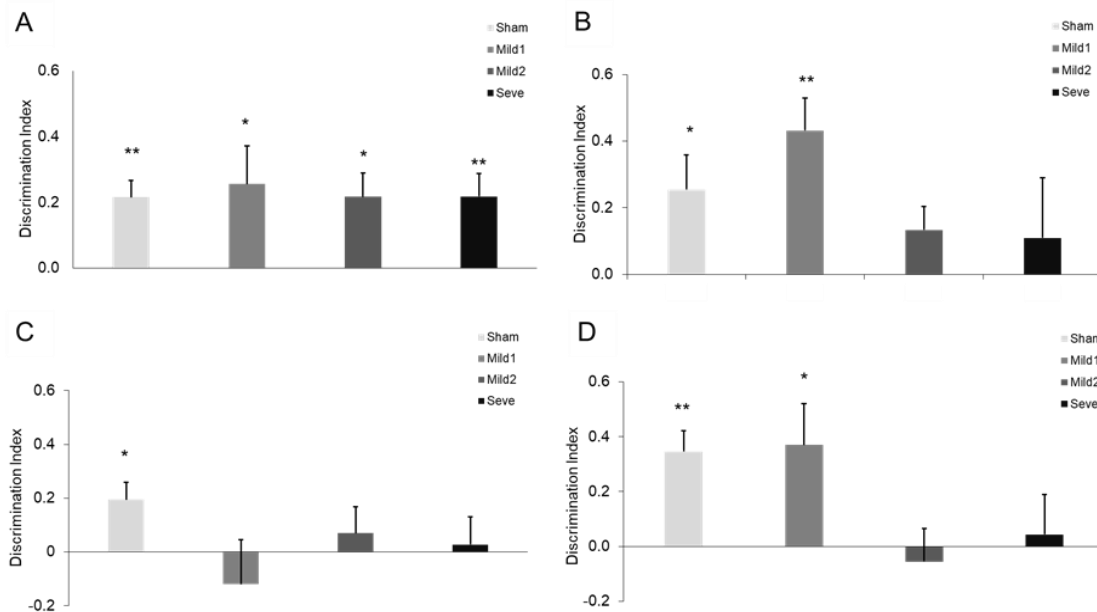 A
Sham
Mild1
Mild2
Seve
Discrimination Index
0.6
0.4
0.2
0.0
**
*
*
**
B
Sham
Mild1
Mild2
Seve
Discrimination Index
0.6
0.4
0.2
0.0
*
**
C
Sham
Mild1
Mild2
Seve
Discrimination Index
0.6
0.4
0.2
0
-0.2
*
D
Sham
Mild1
Mild2
Seve
Discrimination Index
0.6
0.4
0.2
0.0
-0.2
**
*